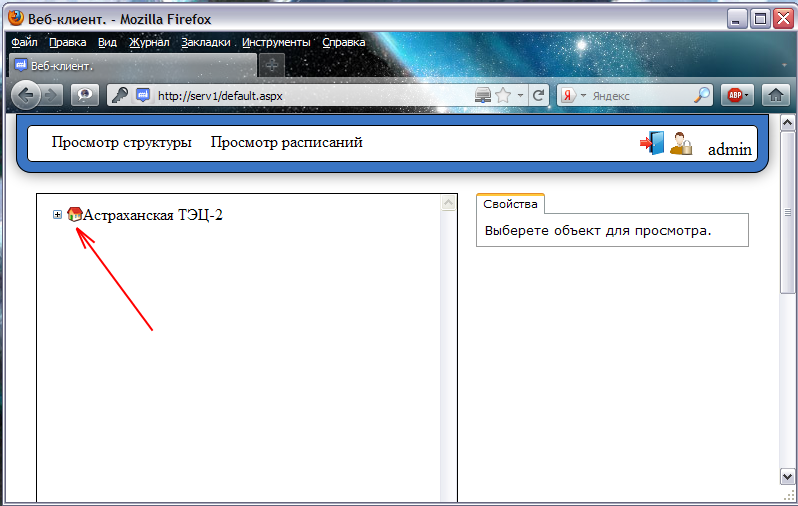 Веб-клиент. - Mozilla Firefox
Файл Правка Вид Журнал Закладки Инструменты Справка
Веб-клиент.
http://serv1/default.aspx Я Яндекс ABP
Просмотр структуры Просмотр расписаний admin
Астраханская ТЭЦ-2
Свойства
Выберете объект для просмотра.